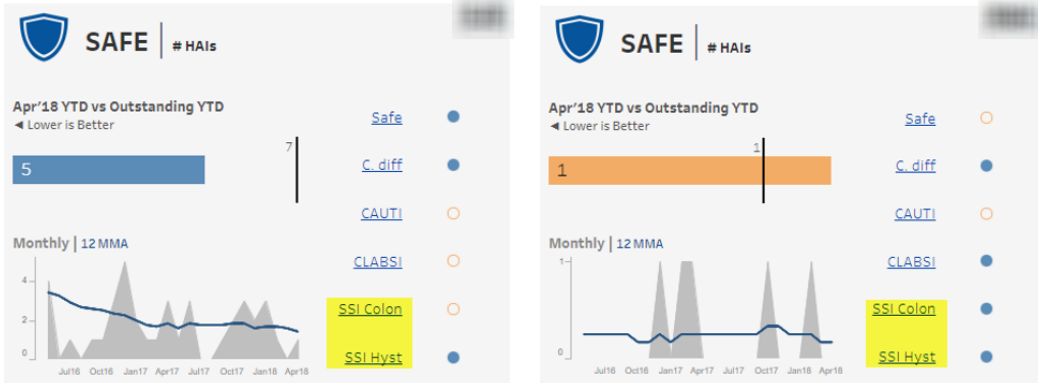 SAFE | # HAIs
Apr'18 YTD vs Outstanding YTD
◄ Lower is Better
5
7
Safe
C. diff
CAUTI
CLABSI
SSI Colon
SSI Hyst
Monthly | 12 MMA
4
2
0
Jul16 Oct16 Jan17 Apr17 Jul17 Oct17 Jan18 Apr18
SAFE | # HAIs
Apr'18 YTD vs Outstanding YTD
◄ Lower is Better
1
1
Safe
C. diff
CAUTI
CLABSI
SSI Colon
SSI Hyst
Monthly | 12 MMA
1
0
Jul16 Oct16 Jan17 Apr17 Jul17 Oct17 Jan18 Apr18